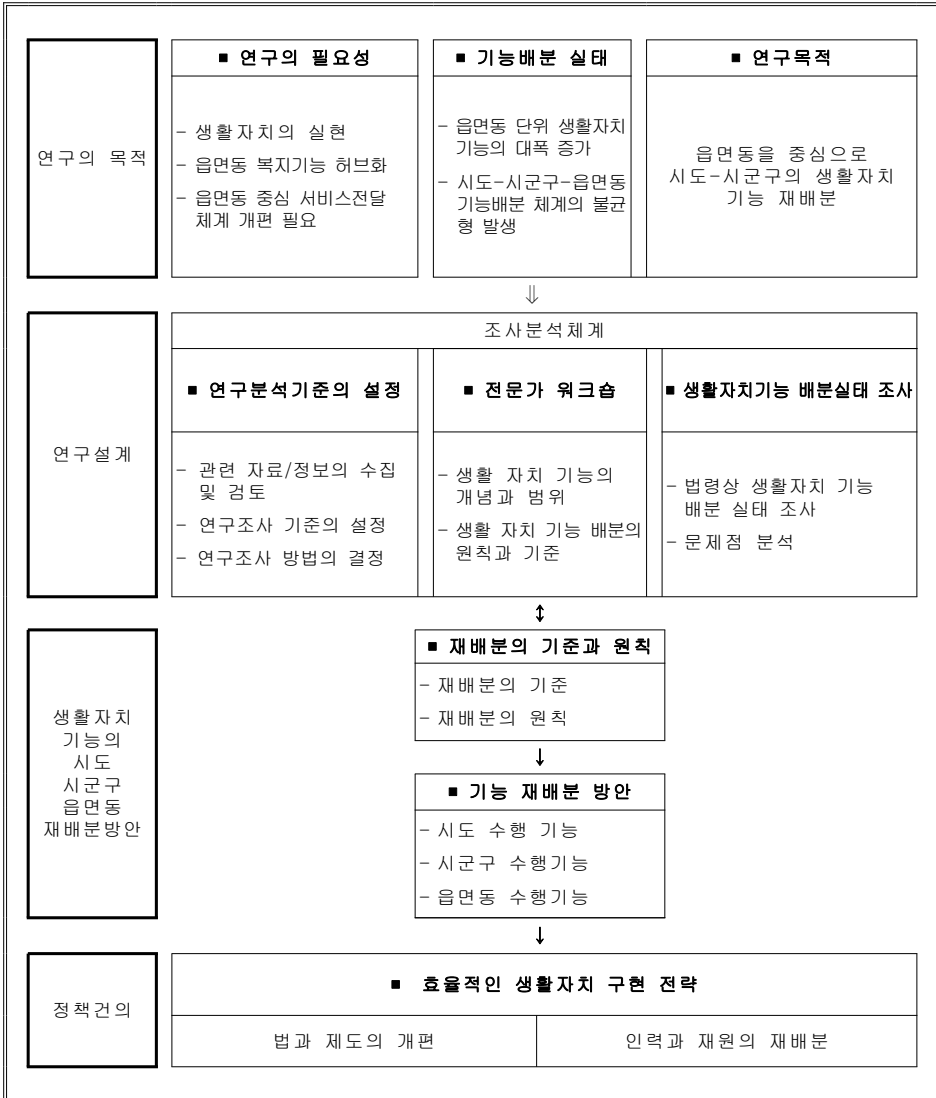 연구의 목적
■ 연구의 필요성
- 생활자치의 실현
- 읍면동 복지기능 허브화
- 읍면동 중심 서비스전달
체계 개편 필요
■ 기능배분 실태
- 읍면동 단위 생활자치
기능의 대폭 증가
- 시도-시군구-읍면동
기능배분 체계의 불균
형 발생
■ 연구목적
읍면동을 중심으로
시도-시군구의 생활자치
기능 재배분
⇓
연구설계
조사분석체계
■ 연구분석기준의 설정
- 관련 자료/정보의 수집
및 검토
- 연구조사 기준의 설정
- 연구조사 방법의 결정
■ 전문가 워크숍
- 생활 자치 기능의
개념과 범위
- 생활 자치 기능 배분의
원칙과 기준
■ 생활자치기능 배분실태 조사
- 법령상 생활자치 기능
배분 실태 조사
- 문제점 분석
↕
생활자치
기능의
시도
시군구
읍면동
재배분방안
■ 재배분의 기준과 원칙
- 재배분의 기준
- 재배분의 원칙
↓
■ 기능 재배분 방안
- 시도 수행 기능
- 시군구 수행기능
- 읍면동 수행기능
↓
정책건의
■ 효율적인 생활자치 구현 전략
법과 제도의 개편
인력과 재원의 재배분